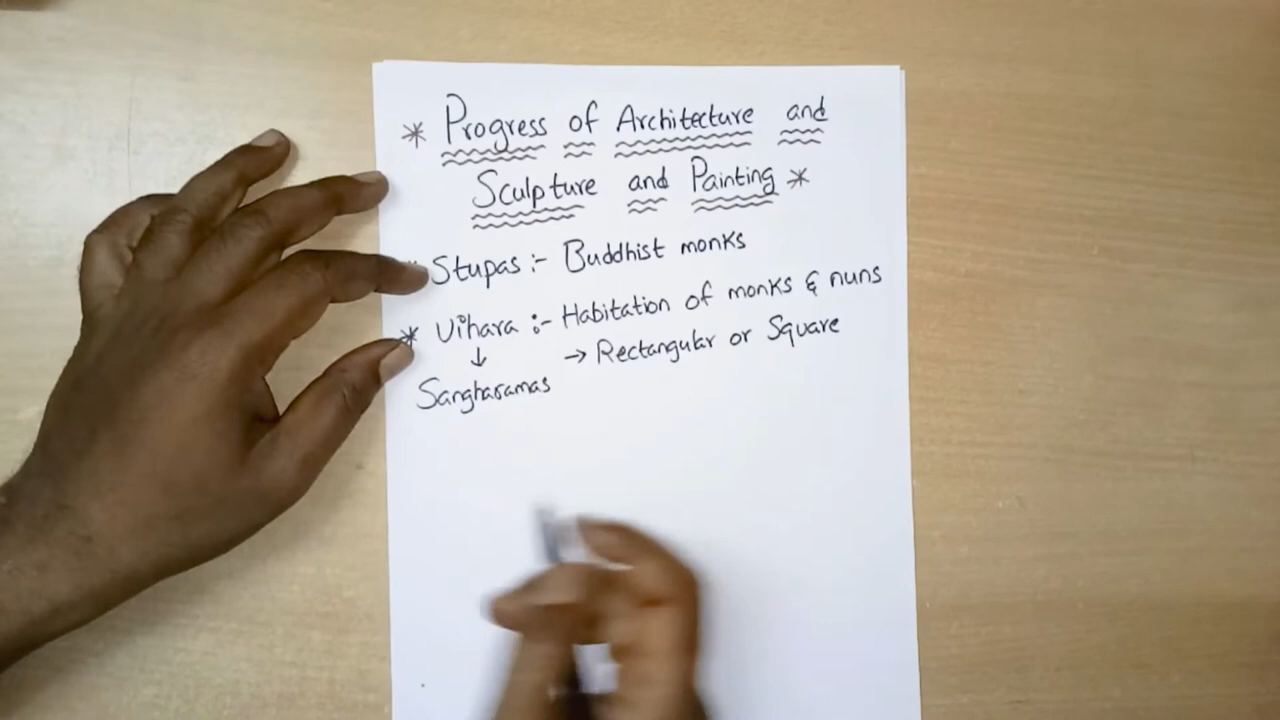 * Progress of Architecture and
Sculpture and Painting *
Stupas :- Buddhist monks
* Vihara :- Habitation of monks & nuns
↓ → Rectangular or Square
Sangharamas